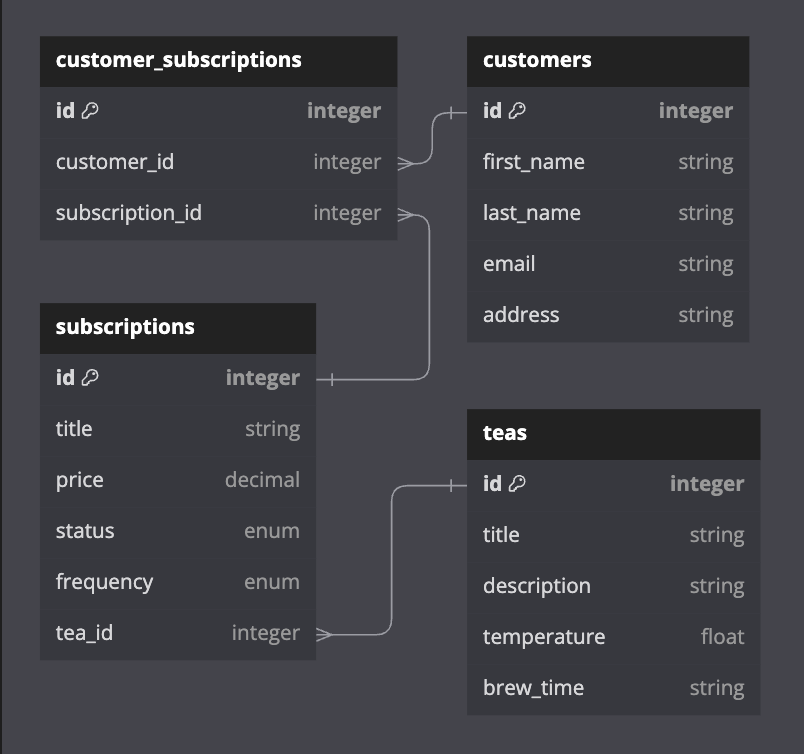 customer_subscriptions
id integer
customer_id integer
subscription_id integer
customers
id integer
first_name string
last_name string
email string
address string
subscriptions
id integer
title string
price decimal
status enum
frequency enum
tea_id integer
teas
id integer
title string
description string
temperature float
brew_time string